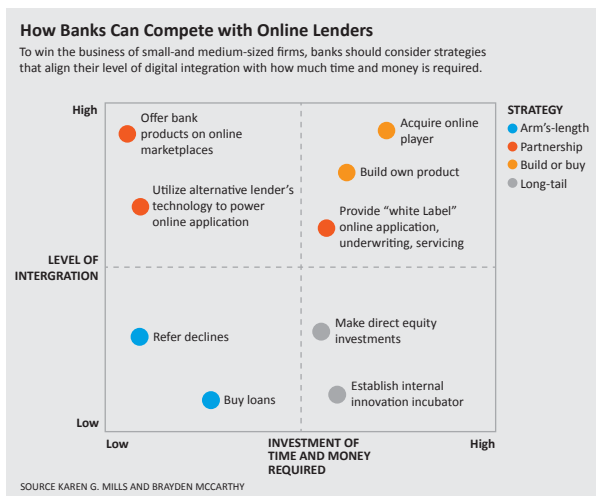 How Banks Can Compete with Online Lenders
To win the business of small-and medium-sized firms, banks should consider strategies
that align their level of digital integration with how much time and money is required.
High
Offer bank
products on online
marketplaces
Acquire online
player
Build own product
Utilize alternative lender's
technology to power
online application
Provide "white Label"
online application,
underwriting, servicing
STRATEGY
Arm's-length
Partnership
Build or buy
Long-tail
LEVEL OF
INTERGRATION
Refer declines
Make direct equity
investments
Buy loans
Establish internal
innovation incubator
Low
Low
INVESTMENT OF
TIME AND MONEY
REQUIRED
High
SOURCE KAREN G. MILLS AND BRAYDEN MCCARTHY